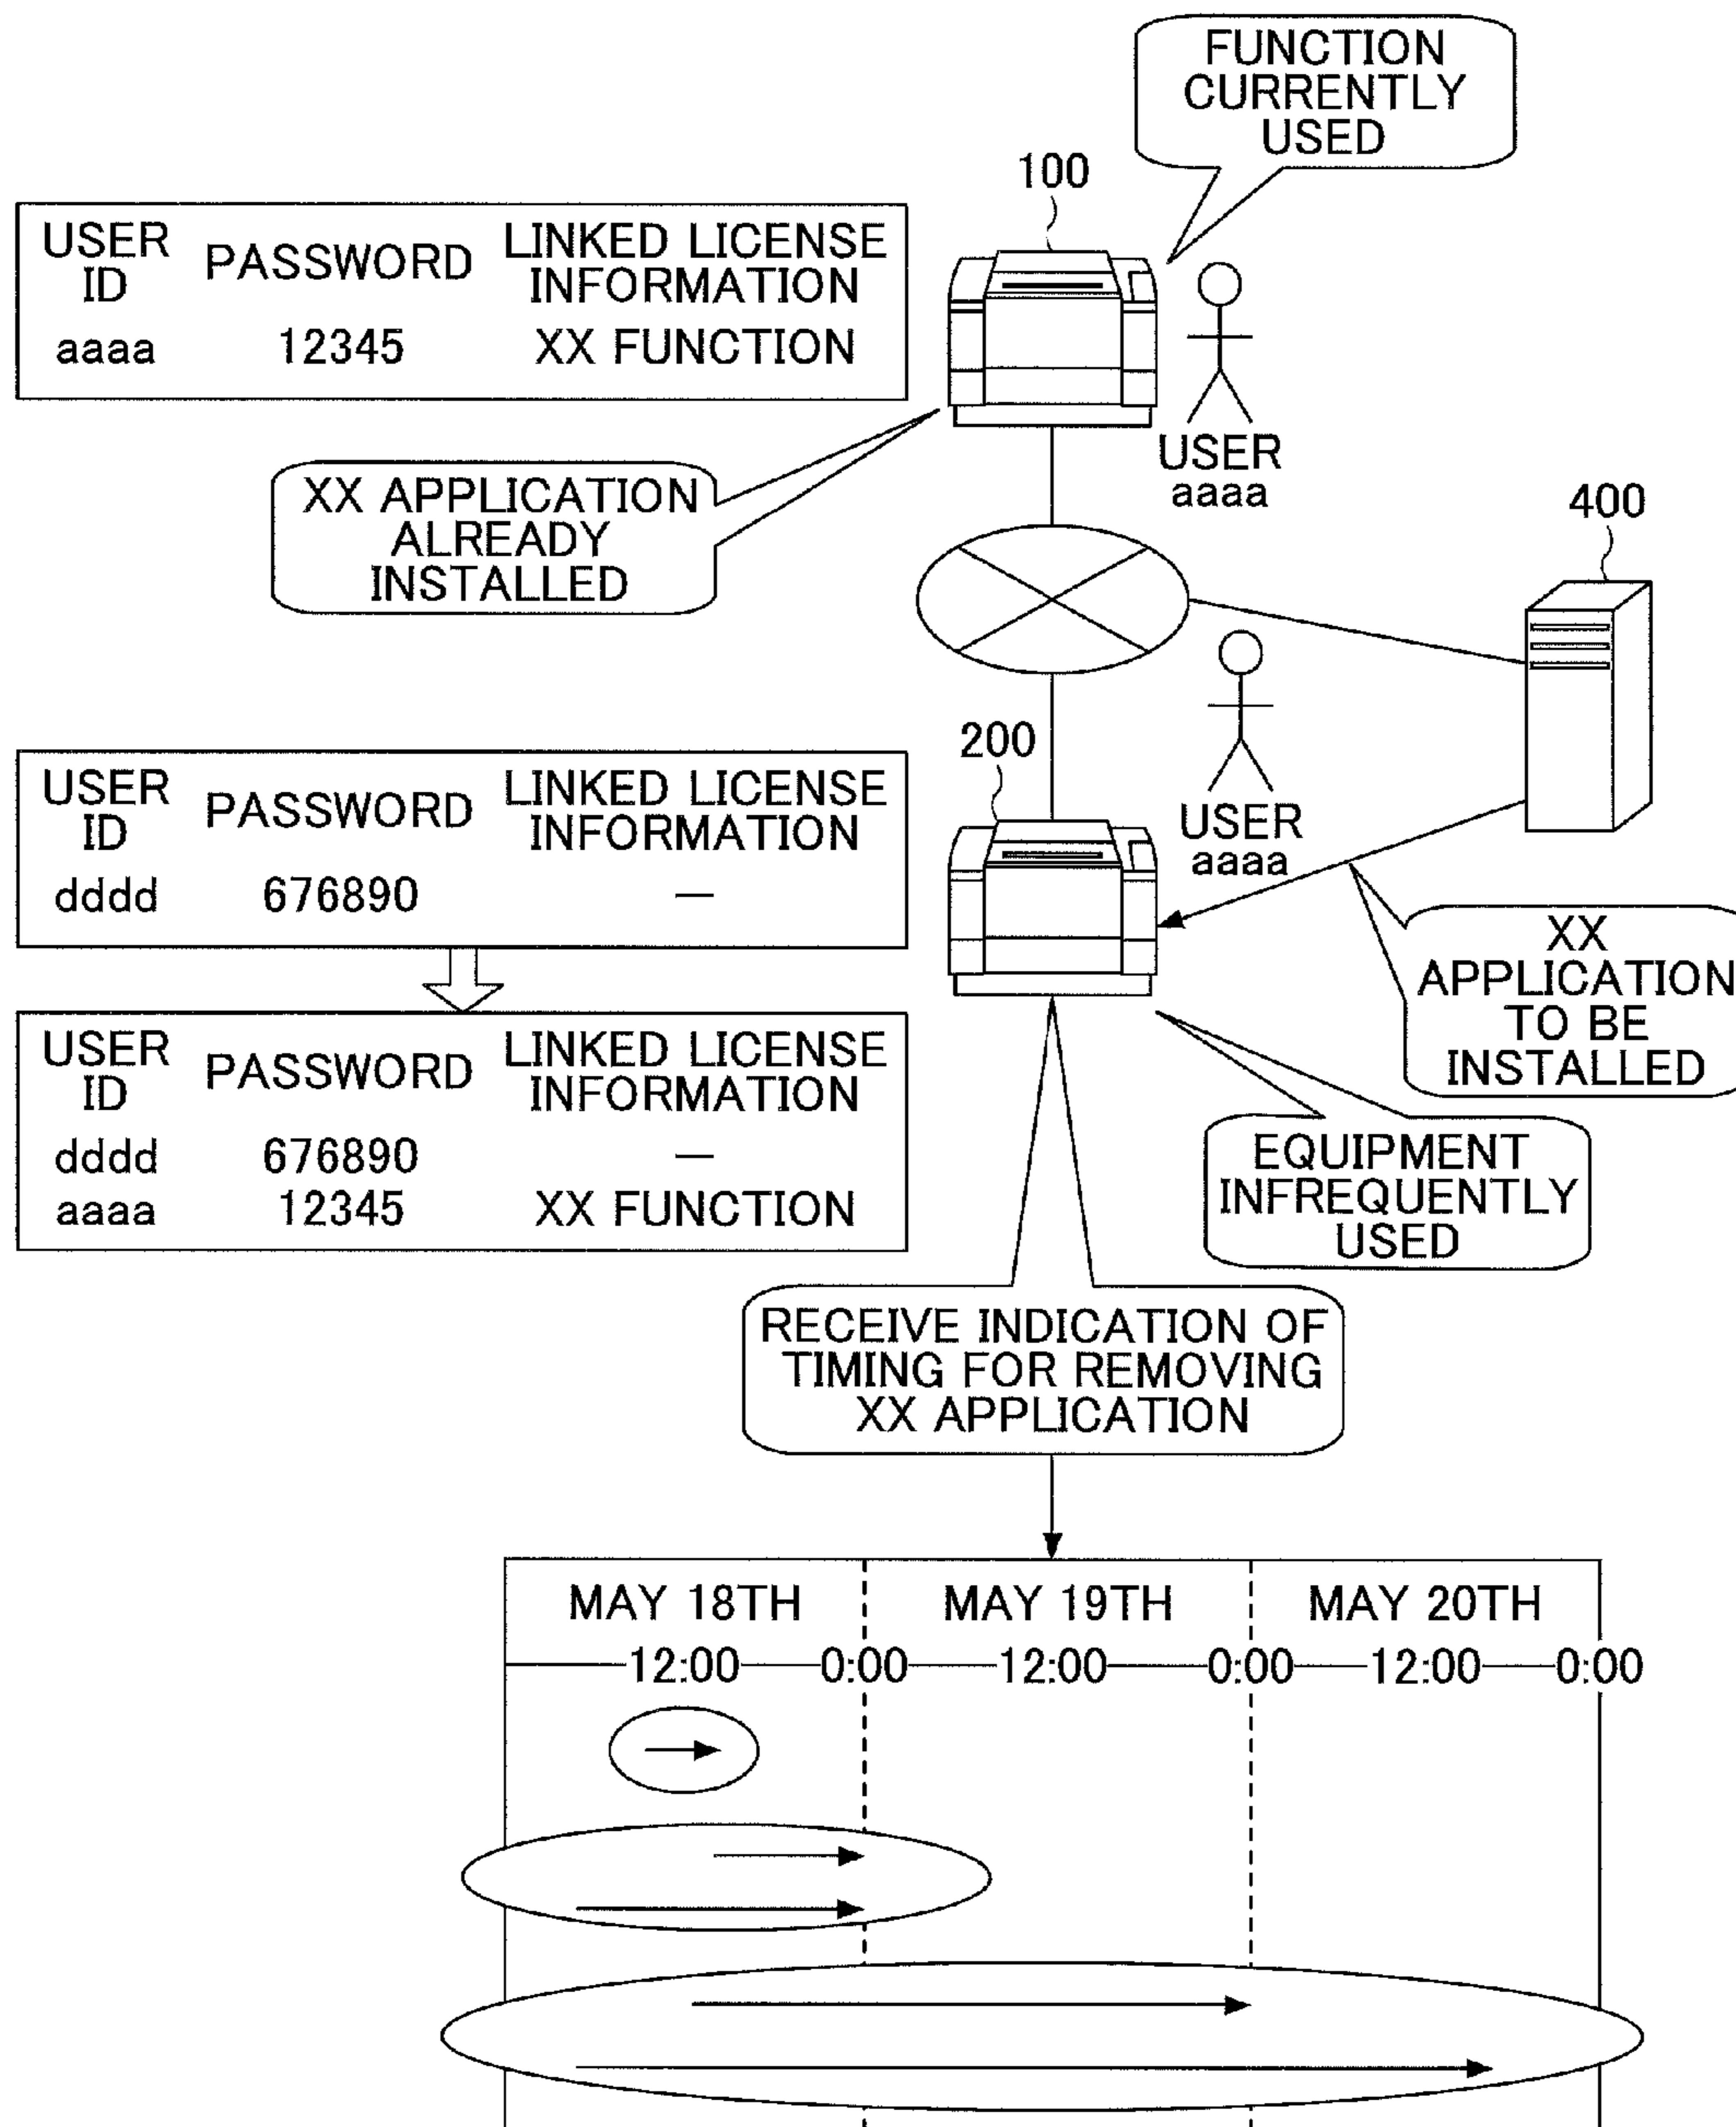 FUNCTION
CURRENTLY
USED
100
USER
ID
PASSWORD
LINKED LICENSE
INFORMATION
aaaa 12345 XX FUNCTION
USER
aaaa
XX APPLICATION
ALREADY
INSTALLED
400
200
USER
aaaa
USER
ID
PASSWORD
LINKED LICENSE
INFORMATION
dddd 676890 —
XX
APPLICATION
TO BE
INSTALLED
USER
ID
PASSWORD
LINKED LICENSE
INFORMATION
dddd 676890 —
aaaa 12345 XX FUNCTION
EQUIPMENT
INFREQUENTLY
USED
RECEIVE INDICATION OF
TIMING FOR REMOVING
XX APPLICATION
MAY 18TH MAY 19TH MAY 20TH
12:00 0:00 12:00 0:00 12:00 0:00